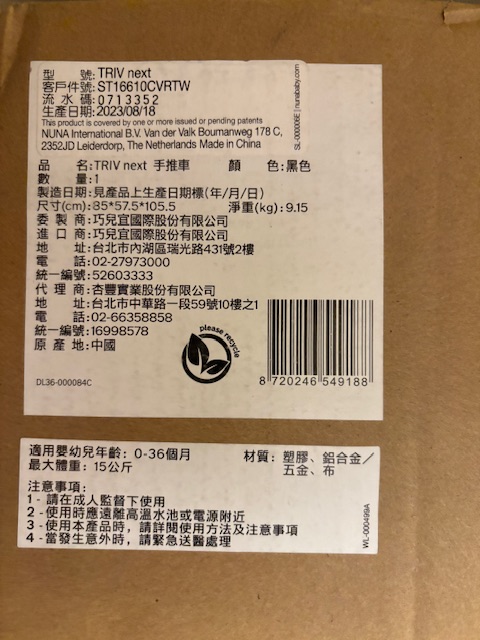 型 號: TRIV next
客戶件號: ST16610CVRTW
流水碼: 0713352
生產日期: 2023/08/18
This product is covered by one or more issued or pending patents
NUNA International B.V. Van der Valk Boumanweg 178 C,
2352JD Leiderdorp, The Netherlands Made in China
SL-000006E | nunababy.com
品 名:TRIV next 手推車 顏 色:黑色
數 量:1
製造日期:見產品上生產日期標(年/月/日)
尺寸(cm):85*57.5*105.5 淨重(kg):9.15
委 製 商:巧兒宜國際股份有限公司
進 口 商:巧兒宜國際股份有限公司
地 址:台北市內湖區瑞光路431號2樓
電 話:02-27973000
統一編號:52603333
代 理 商:杏豐實業股份有限公司
地 址:台北市中華路一段59號10樓之1
電 話:02-66358858
統一編號:16998578
原 產 地:中國
please recycle
DL36-000084C
8 720246 549188
適用嬰幼兒年齡: 0-36個月 材質: 塑膠、鋁合金／
最大體重: 15公斤 五金、布
注意事項:
1 - 請在成人監督下使用
2 - 使用時應遠離高溫水池或電源附近
3 - 使用本產品時，請詳閱使用方法及注意事項
4 - 當發生意外時，請緊急送醫處理
WL-000499A